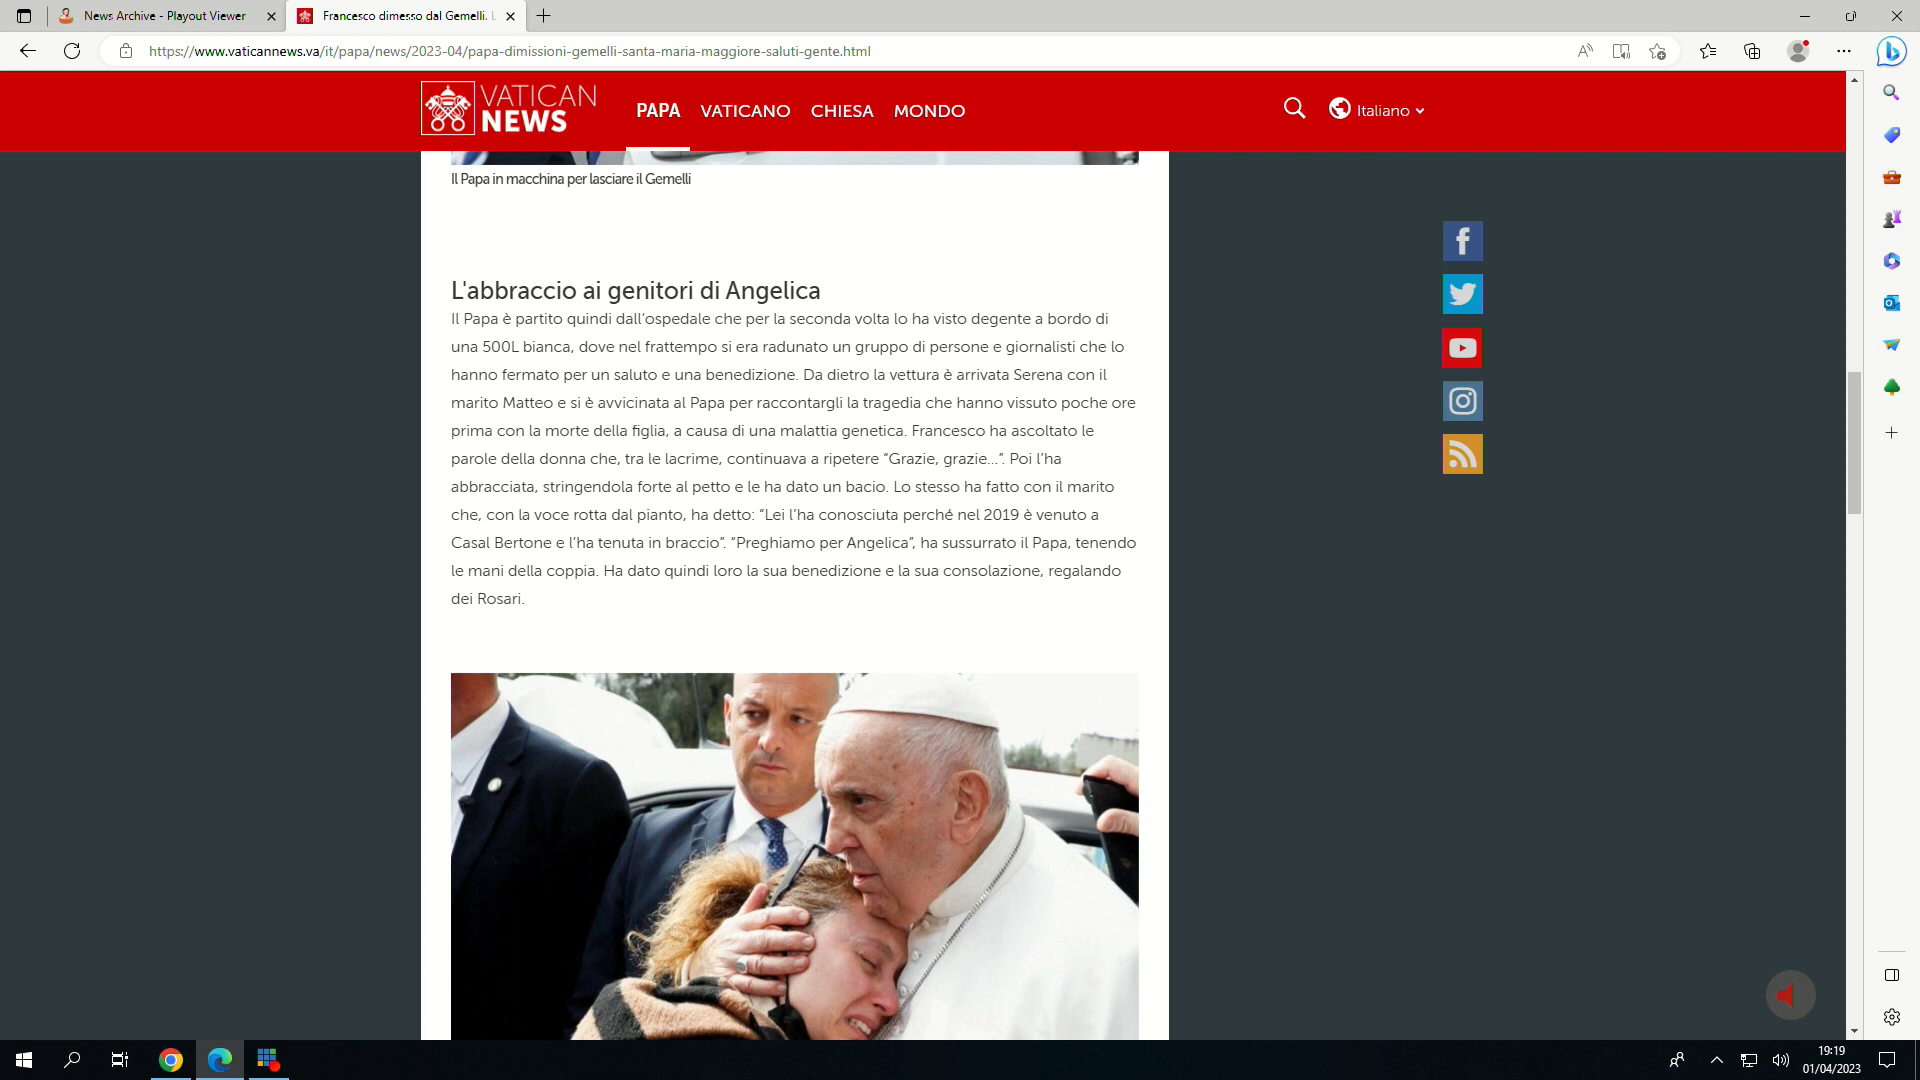 News Archive - Playout Viewer
Francesco dimesso dal Gemelli. L
https://www.vaticannews.va/it/papa/news/2023-04/papa-dimissioni-gemelli-santa-maria-maggiore-saluti-gente.html
VATICAN
NEWS
PAPA VATICANO CHIESA MONDO
Italiano
Il Papa in macchina per lasciare il Gemelli
L'abbraccio ai genitori di Angelica
Il Papa è partito quindi dall’ospedale che per la seconda volta lo ha visto degente a bordo di
una 500L bianca, dove nel frattempo si era radunato un gruppo di persone e giornalisti che lo
hanno fermato per un saluto e una benedizione. Da dietro la vettura è arrivata Serena con il
marito Matteo e si è avvicinata al Papa per raccontargli la tragedia che hanno vissuto poche ore
prima con la morte della figlia, a causa di una malattia genetica. Francesco ha ascoltato le
parole della donna che, tra le lacrime, continuava a ripetere “Grazie, grazie…”. Poi l’ha
abbracciata, stringendola forte al petto e le ha dato un bacio. Lo stesso ha fatto con il marito
che, con la voce rotta dal pianto, ha detto: “Lei l’ha conosciuta perché nel 2019 è venuto a
Casal Bertone e l’ha tenuta in braccio”. “Preghiamo per Angelica”, ha sussurrato il Papa, tenendo
le mani della coppia. Ha dato quindi loro la sua benedizione e la sua consolazione, regalando
dei Rosari.
19:19
01/04/2023